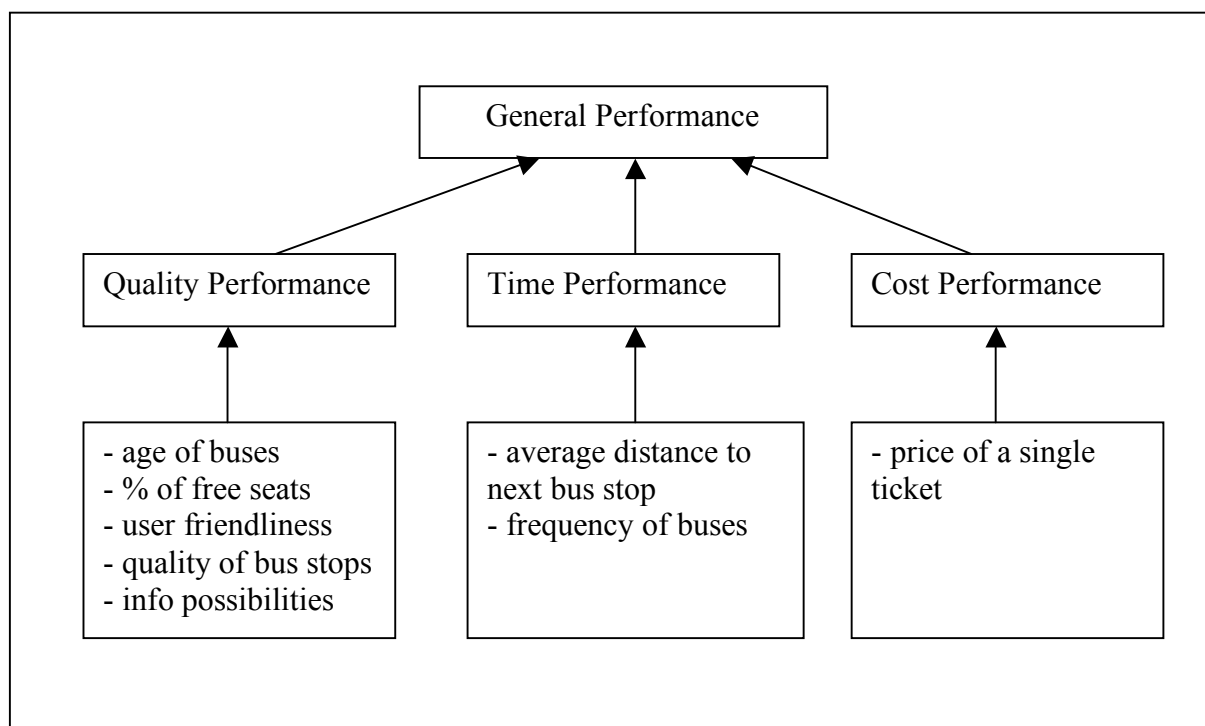 General Performance
Quality Performance
Time Performance
Cost Performance
- age of buses
- % of free seats
- user friendliness
- quality of bus stops
- info possibilities
- average distance to
next bus stop
- frequency of buses
- price of a single
ticket